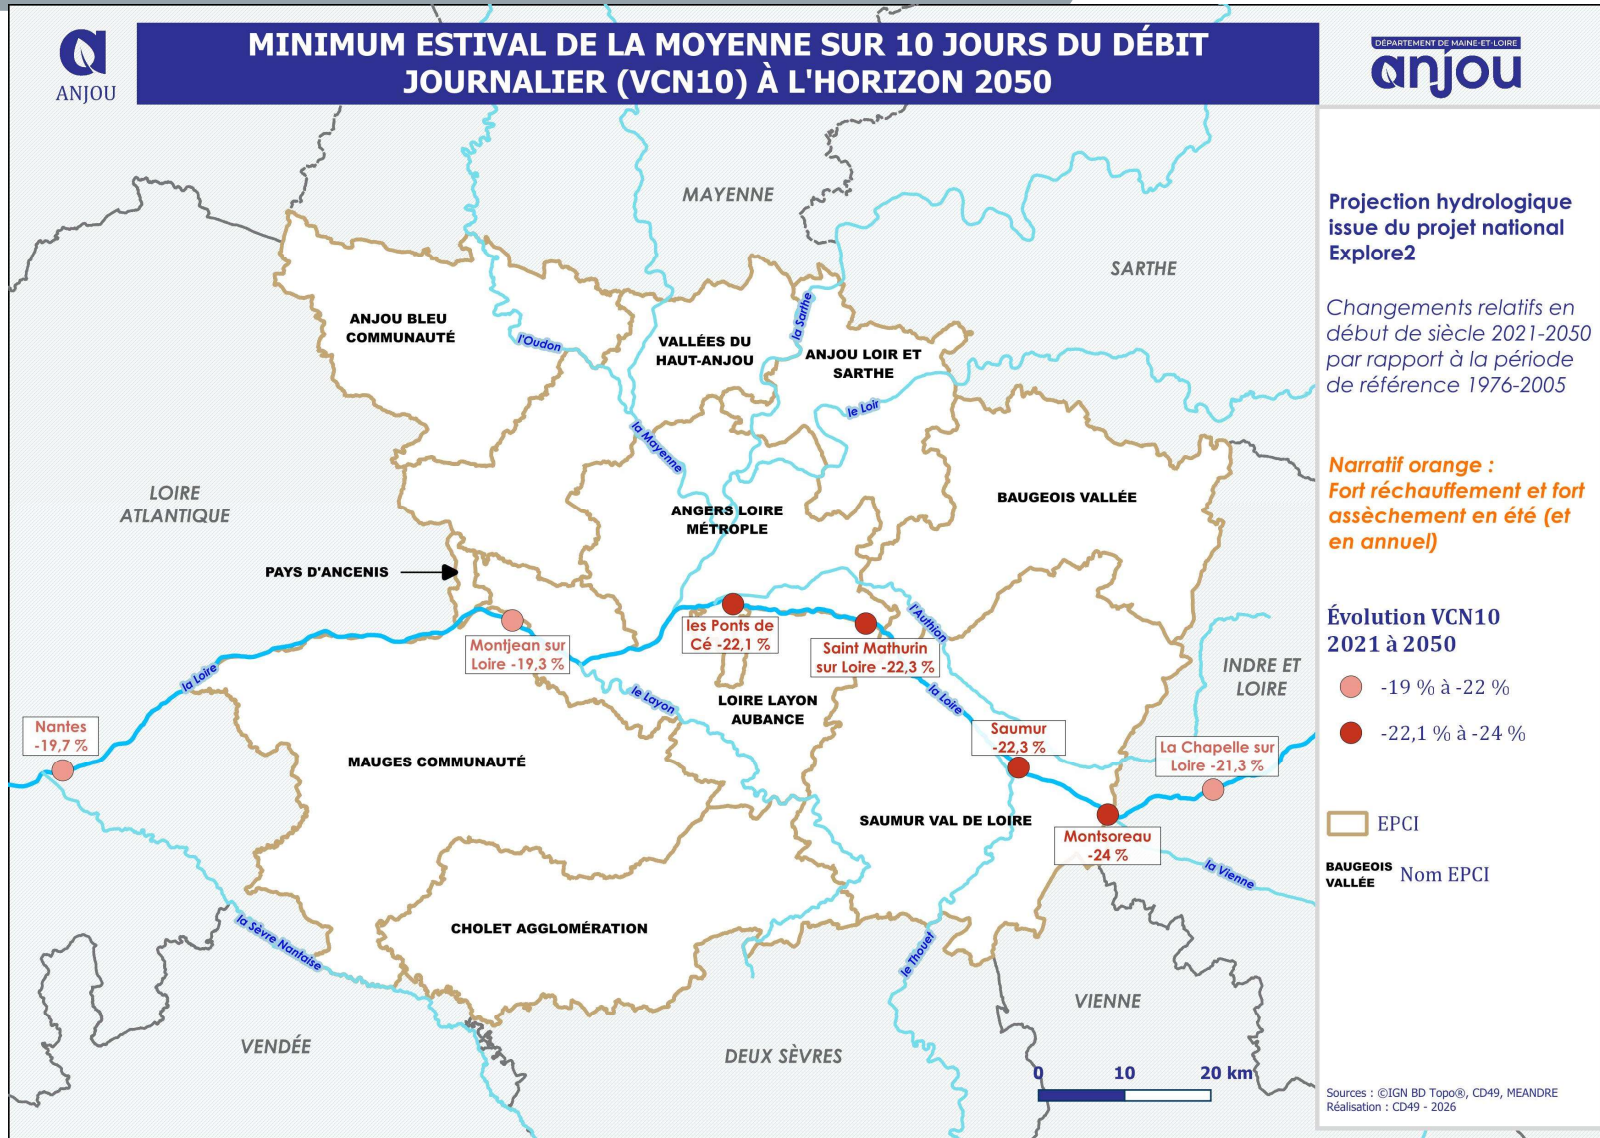 MINIMUM ESTIVAL DE LA MOYENNE SUR 10 JOURS DU DÉBIT
JOURNALIER (VCN10) À L'HORIZON 2050
ANJOU
DÉPARTEMENT DE MAINE-ET-LOIRE
anjou
MAYENNE
SARTHE
LOIRE
ATLANTIQUE
INDRE ET
LOIRE
VENDÉE
DEUX SÈVRES
VIENNE
ANJOU BLEU
COMMUNAUTÉ
VALLÉES DU
HAUT-ANJOU
ANJOU LOIR ET
SARTHE
BAUGEOIS VALLÉE
ANGERS LOIRE
MÉTROPLE
PAYS D'ANCENIS
LOIRE LAYON
AUBANCE
MAUGES COMMUNAUTÉ
SAUMUR VAL DE LOIRE
CHOLET AGGLOMÉRATION
l'Oudon
la Sarthe
le Loir
la Mayenne
l'Authion
la Loire
la Loire
le Layon
la Vienne
le Thouet
la Sèvre Nantaise
Nantes
-19,7 %
Montjean sur
Loire -19,3 %
les Ponts de
Cé -22,1 %
Saint Mathurin
sur Loire -22,3 %
Saumur
-22,3 %
Montsoreau
-24 %
La Chapelle sur
Loire -21,3 %
0 10 20 km
Projection hydrologique
issue du projet national
Explore2
Changements relatifs en
début de siècle 2021-2050
par rapport à la période
de référence 1976-2005
Narratif orange :
Fort réchauffement et fort
assèchement en été (et
en annuel)
Évolution VCN10
2021 à 2050
-19 % à -22 %
-22,1 % à -24 %
EPCI
BAUGEOIS
VALLÉE
Nom EPCI
Sources : ©IGN BD Topo®, CD49, MEANDRE
Réalisation : CD49 - 2026